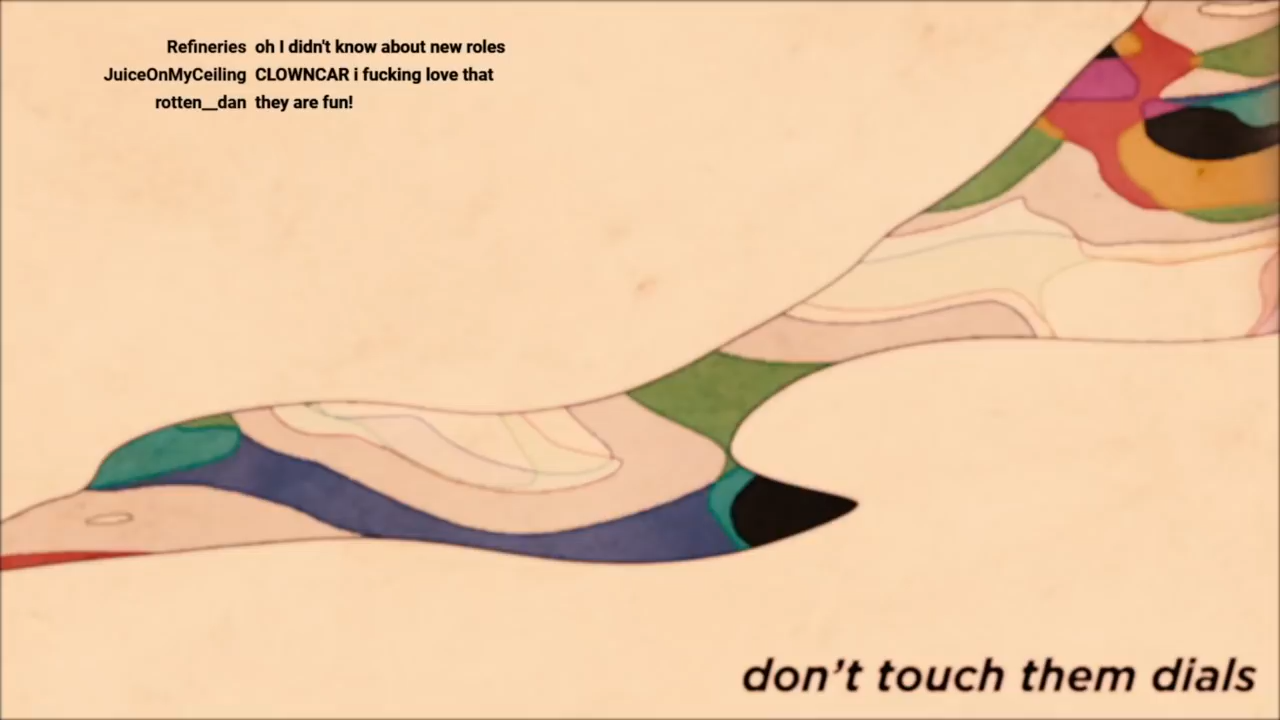 Refineries oh I didn't know about new roles
JuiceOnMyCeiling CLOWNCAR i fucking love that
rotten__dan they are fun!
don't touch them dials